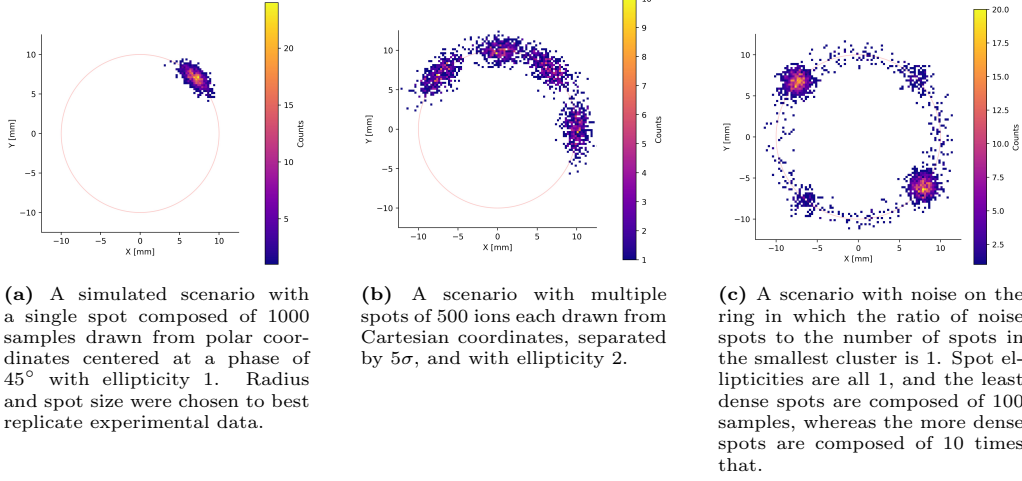 20
15
10
5
Counts
10
5
0
−5
−10
Y [mm]
−10 −5 0 5 10
X [mm]
10
9
8
7
6
5
4
3
2
1
Counts
10
5
0
−5
−10
Y [mm]
−10 −5 0 5 10
X [mm]
20.0
17.5
15.0
12.5
10.0
7.5
5.0
2.5
Counts
10
5
0
−5
−10
Y [mm]
−10 −5 0 5 10
X [mm]
(a) A simulated scenario with
a single spot composed of 1000
samples drawn from polar coor-
dinates centered at a phase of
45° with ellipticity 1. Radius
and spot size were chosen to best
replicate experimental data.
(b) A scenario with multiple
spots of 500 ions each drawn from
Cartesian coordinates, separated
by 5σ, and with ellipticity 2.
(c) A scenario with noise on the
ring in which the ratio of noise
spots to the number of spots in
the smallest cluster is 1. Spot el-
lipticities are all 1, and the least
dense spots are composed of 100
samples, whereas the more dense
spots are composed of 10 times
that.